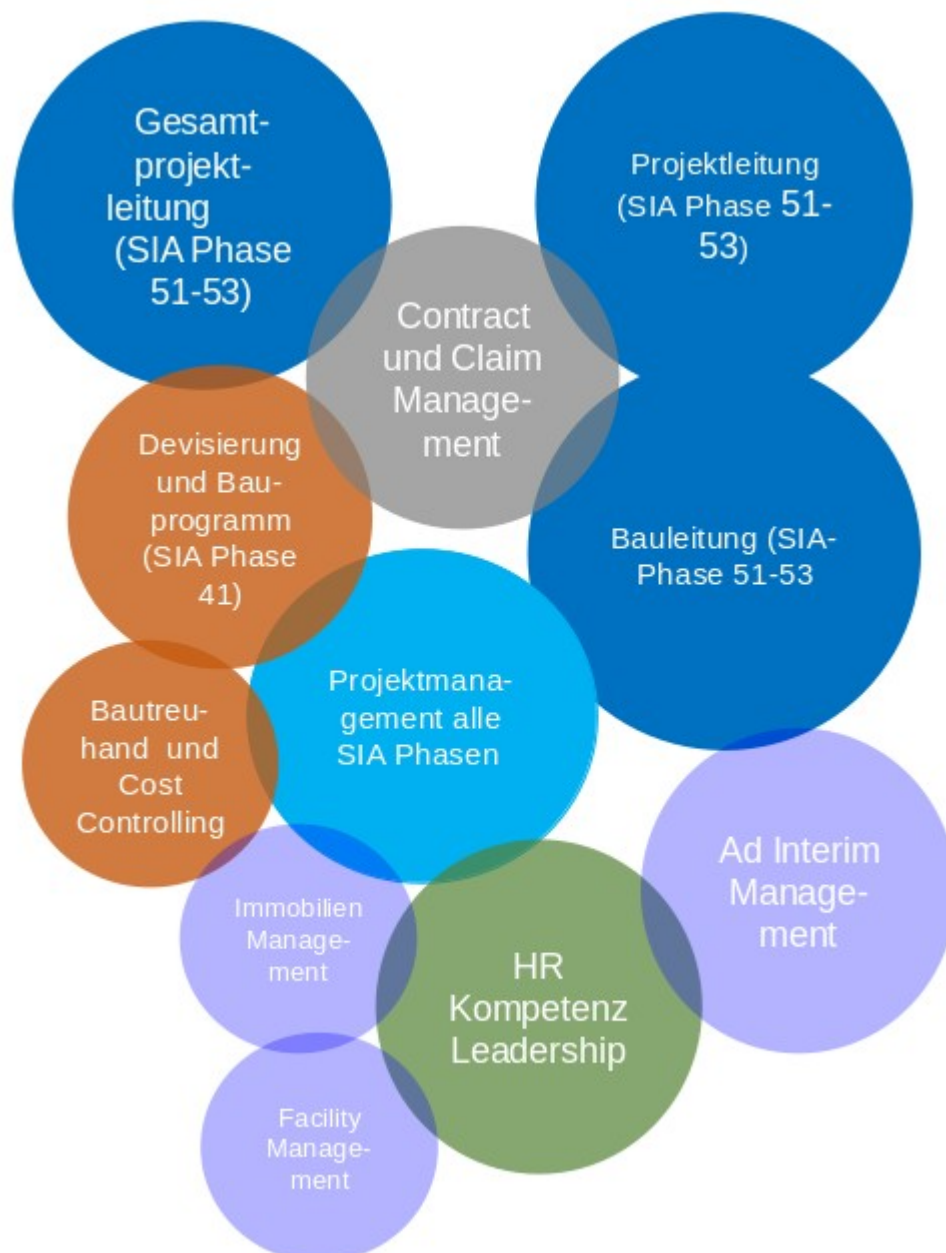 Gesamt-
projekt-
leitung
(SIA Phase
51-53)
Projektleitung
(SIA Phase 51-
53)
Contract
und Claim
Manage-
ment
Devisierung
und Bau-
programm
(SIA Phase
41)
Bauleitung (SIA-
Phase 51-53
Projektmana-
gement alle
SIA Phasen
Bautreu-
hand und
Cost
Controlling
Ad Interim
Manage-
ment
Immobilien
Manage-
ment
HR
Kompetenz
Leadership
Facility
Manage-
ment